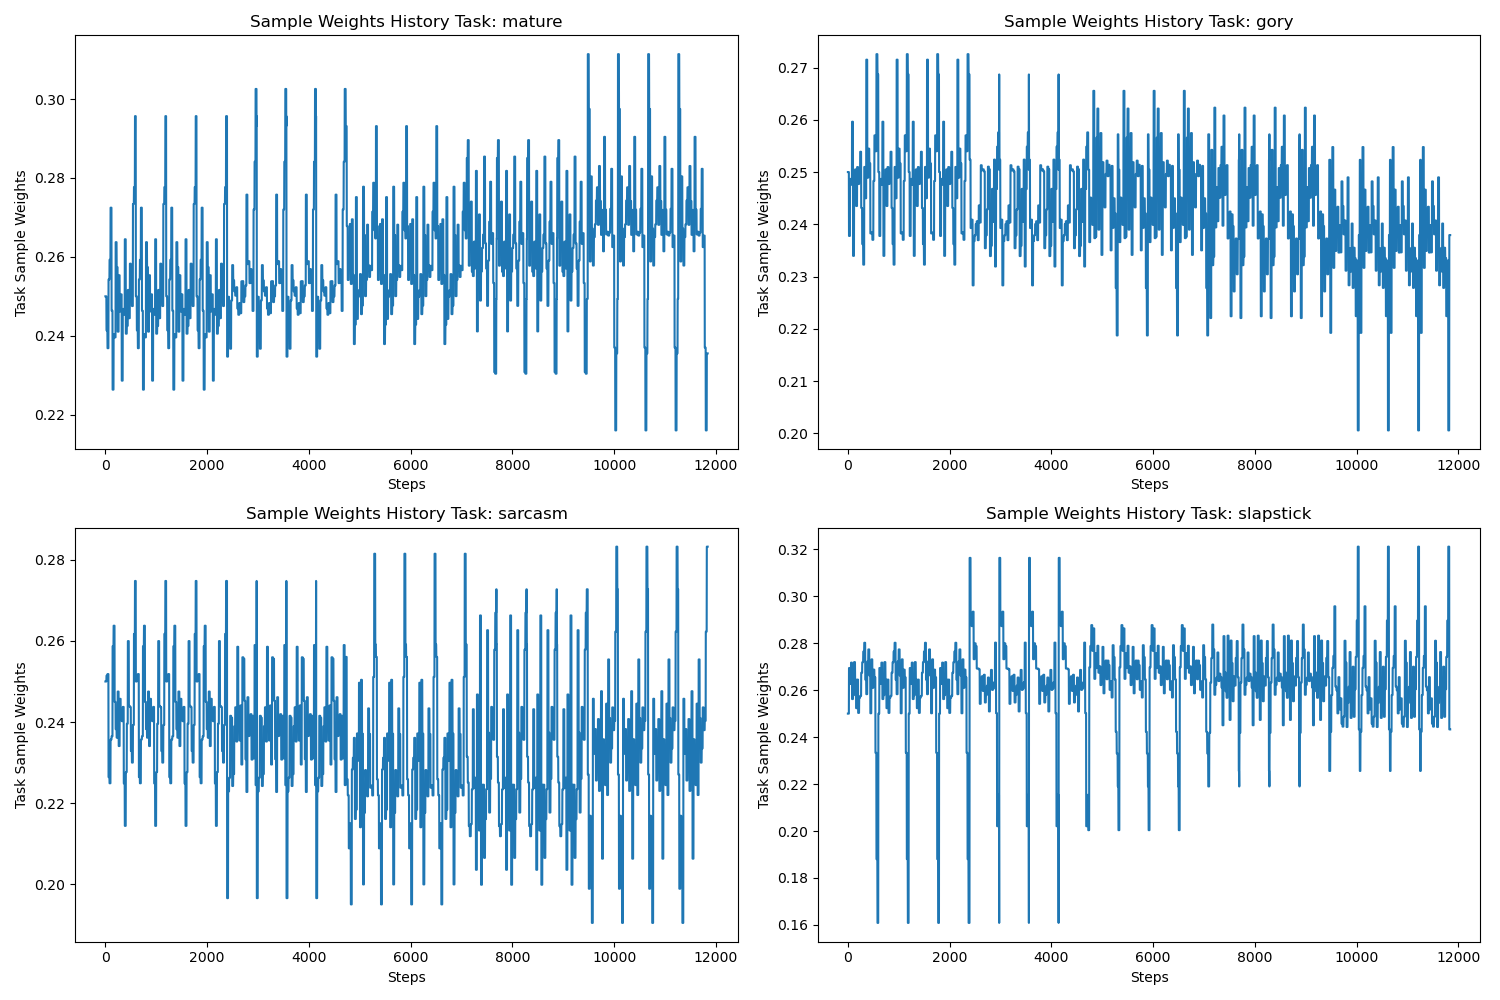 Sample Weights History Task: mature
Task Sample Weights
0.30
0.28
0.26
0.24
0.22
0 2000 4000 6000 8000 10000 12000
Steps
Sample Weights History Task: gory
Task Sample Weights
0.27
0.26
0.25
0.24
0.23
0.22
0.21
0.20
0 2000 4000 6000 8000 10000 12000
Steps
Sample Weights History Task: sarcasm
Task Sample Weights
0.28
0.26
0.24
0.22
0.20
0 2000 4000 6000 8000 10000 12000
Steps
Sample Weights History Task: slapstick
Task Sample Weights
0.32
0.30
0.28
0.26
0.24
0.22
0.20
0.18
0.16
0 2000 4000 6000 8000 10000 12000
Steps